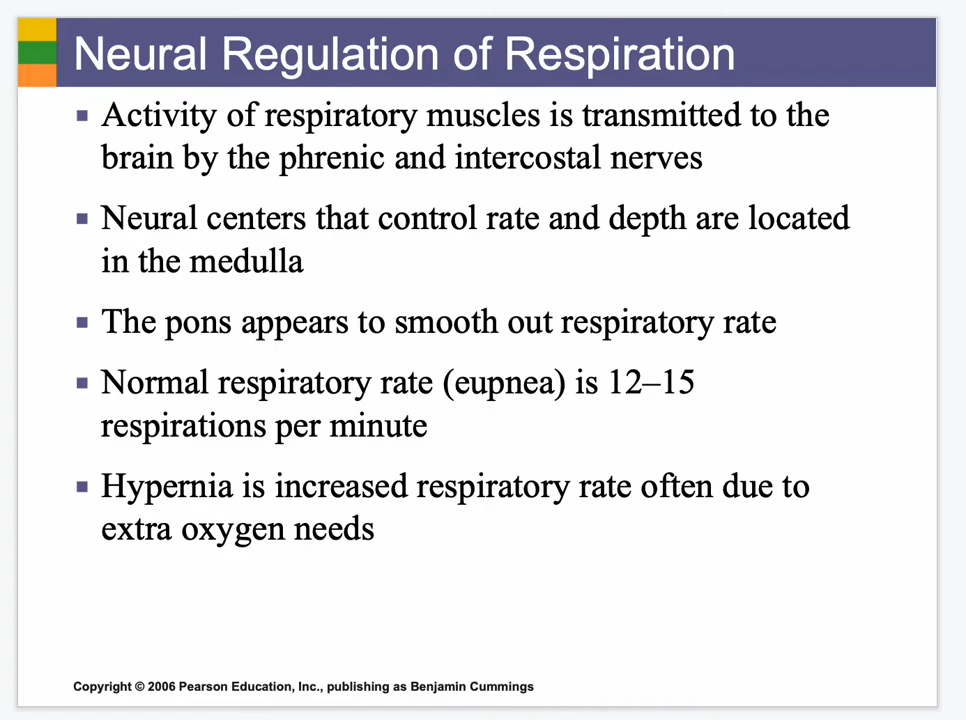 Neural Regulation of Respiration
▪ Activity of respiratory muscles is transmitted to the
brain by the phrenic and intercostal nerves
▪ Neural centers that control rate and depth are located
in the medulla
▪ The pons appears to smooth out respiratory rate
▪ Normal respiratory rate (eupnea) is 12–15
respirations per minute
▪ Hypernia is increased respiratory rate often due to
extra oxygen needs
Copyright © 2006 Pearson Education, Inc., publishing as Benjamin Cummings